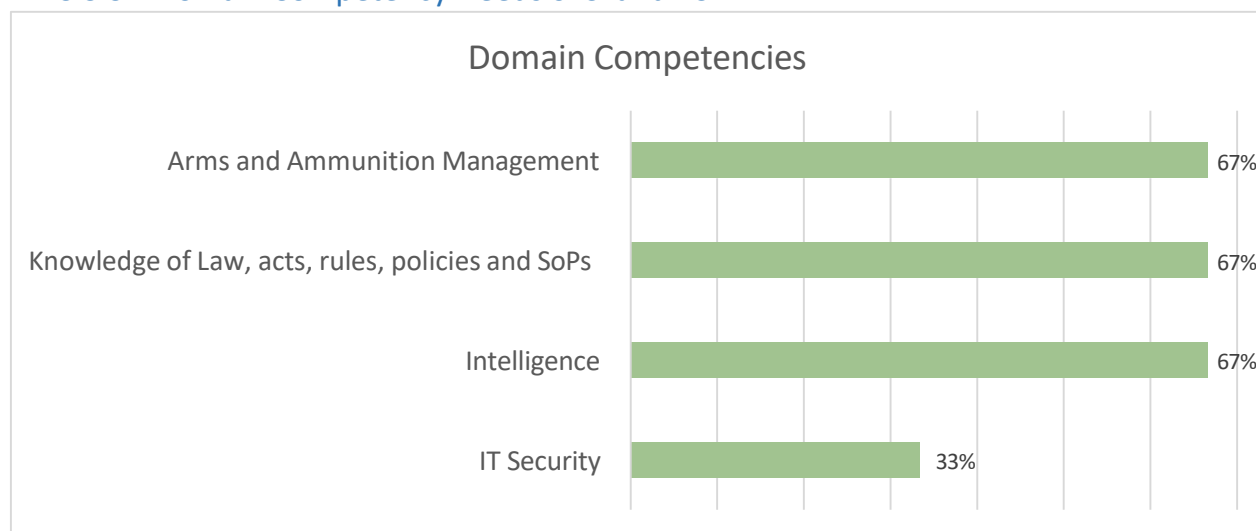 Domain Competencies
Arms and Ammunition Management
67%
Knowledge of Law, acts, rules, policies and SoPs
67%
Intelligence
67%
IT Security
33%